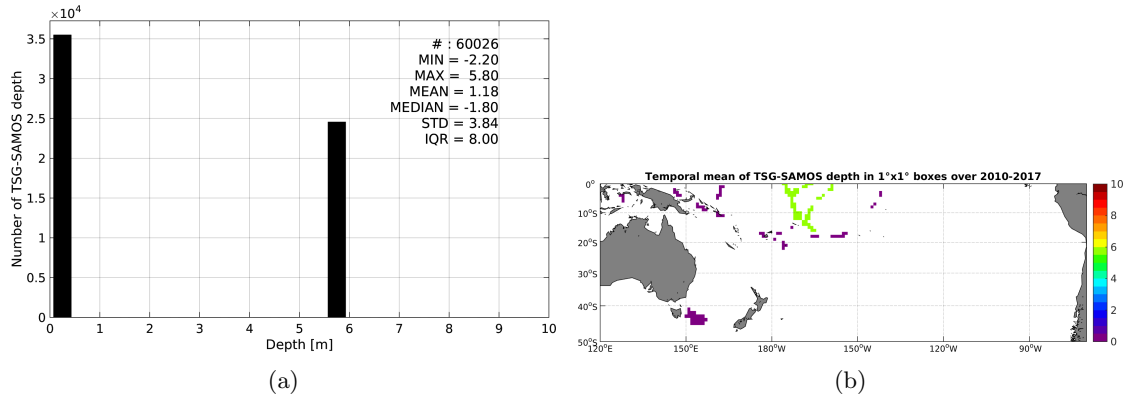 ×10⁴
3.5
3
2.5
2
1.5
1
0.5
0
Number of TSG-SAMOS depth
# : 60026
MIN = -2.20
MAX = 5.80
MEAN = 1.18
MEDIAN = -1.80
STD = 3.84
IQR = 8.00
0 1 2 3 4 5 6 7 8 9 10
Depth [m]
(a)
Temporal mean of TSG-SAMOS depth in 1°x1° boxes over 2010-2017
0°
10°S
20°S
30°S
40°S
50°S
120°E 150°E 180°W 150°W 120°W 90°W
10
8
6
4
2
0
(b)